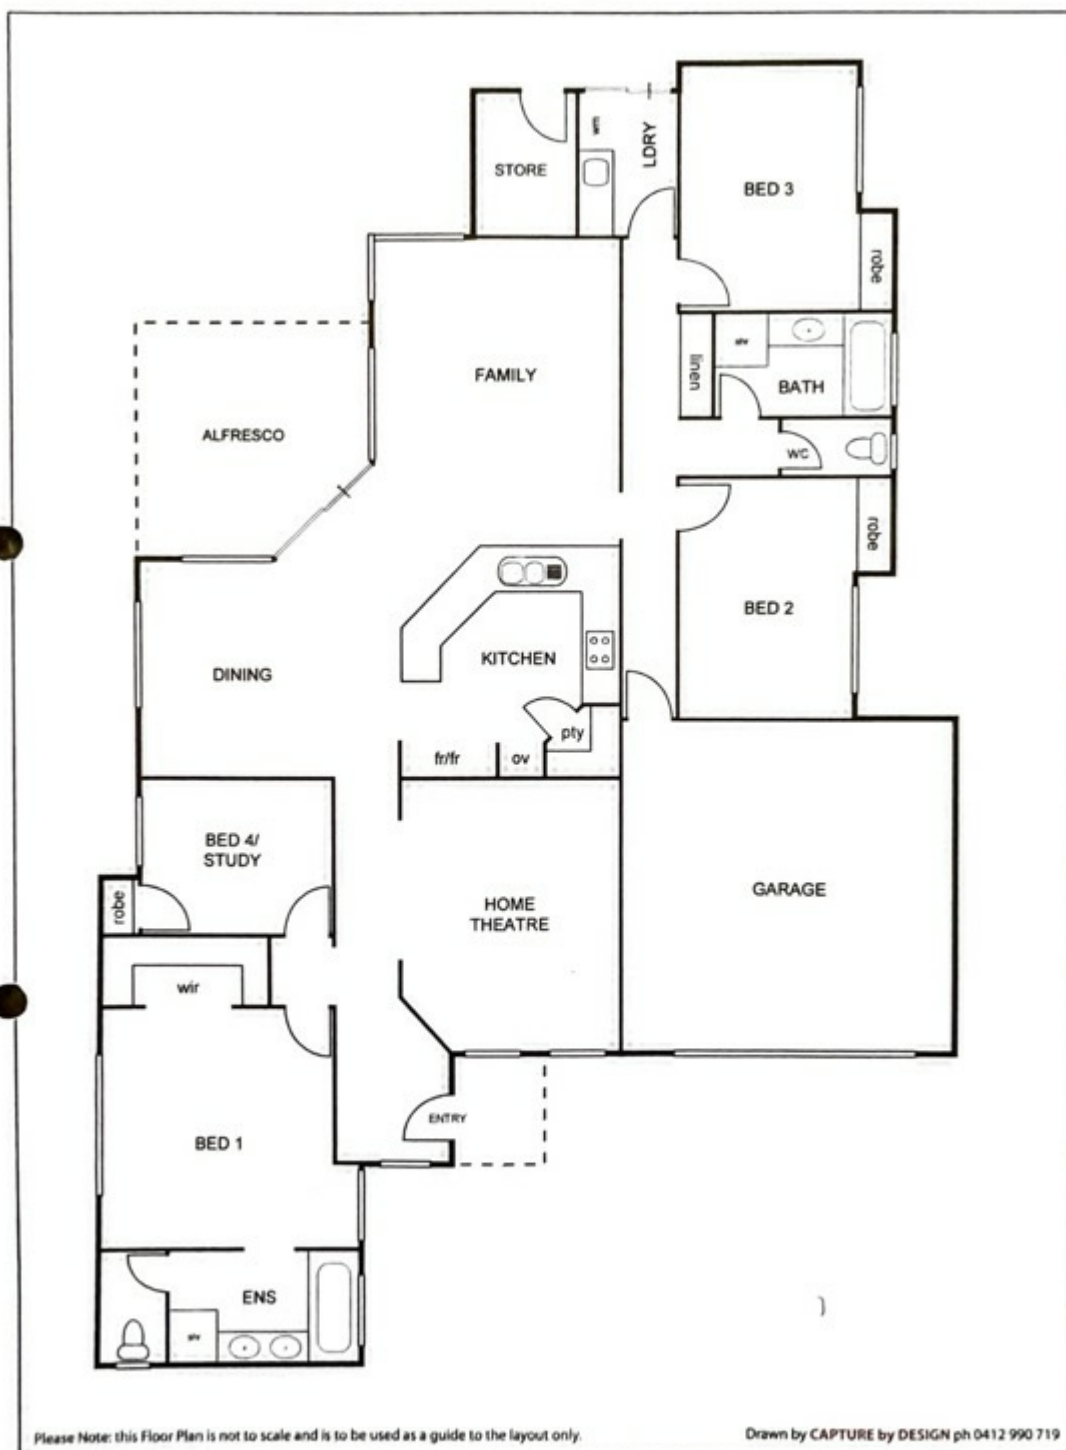 STORE
wm
LDRY
BED 3
robe
FAMILY
linen
shr
BATH
ALFRESCO
WC
robe
BED 2
KITCHEN
DINING
pty
fr/fr
ov
BED 4/
STUDY
robe
GARAGE
HOME
THEATRE
wir
ENTRY
BED 1
ENS
shr
Please Note: this Floor Plan is not to scale and is to be used as a guide to the layout only.
Drawn by CAPTURE by DESIGN ph 0412 990 719